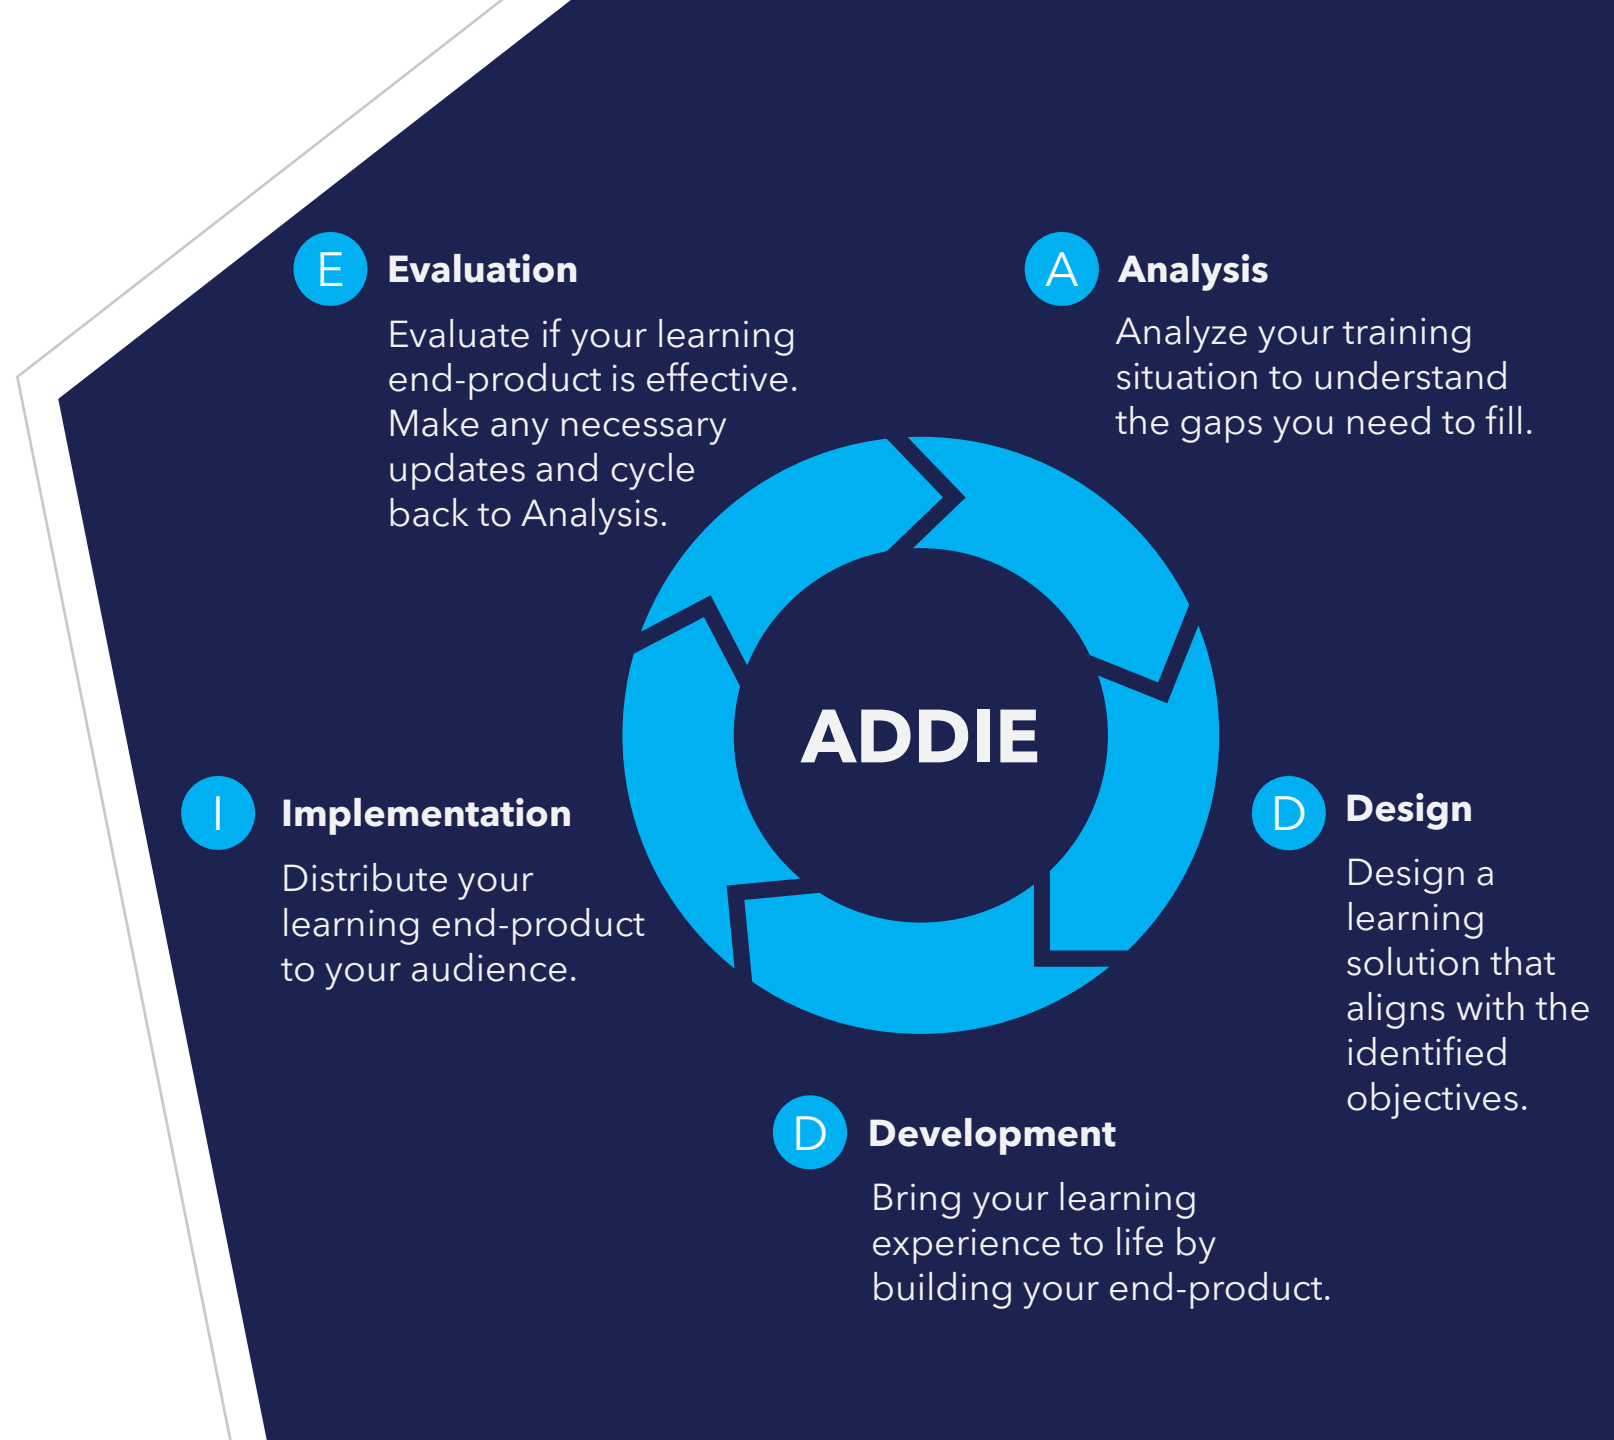 A
Analysis
Analyze your training
situation to understand
the gaps you need to fill.
D
Design
Design a
learning
solution that
aligns with the
identified
objectives.
D
Development
Bring your learning
experience to life by
building your end-product.
I
Implementation
Distribute your
learning end-product
to your audience.
E
Evaluation
Evaluate if your learning
end-product is effective.
Make any necessary
updates and cycle
back to Analysis.
ADDIE